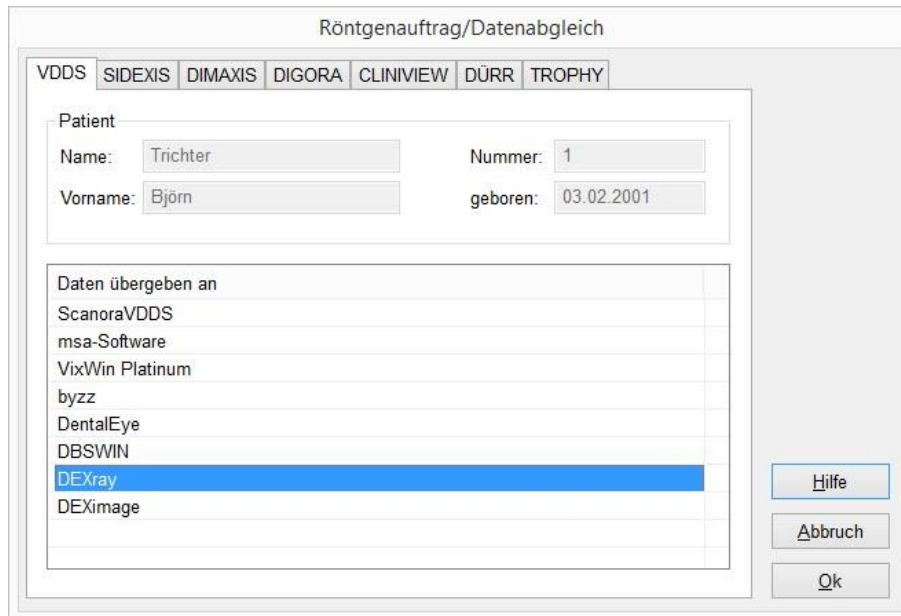 Röntgenauftrag/Datenabgleich
VDDS SIDEXIS DIMAXIS DIGORA CLINIVIEW DÜRR TROPHY
Patient
Name: Trichter Nummer: 1
Vorname: Björn geboren: 03.02.2001
Daten übergeben an
ScanoraVDDS
msa-Software
VixWin Platinum
byzz
DentalEye
DBSWIN
DEXray
DEXimage
Hilfe
Abbruch
Ok